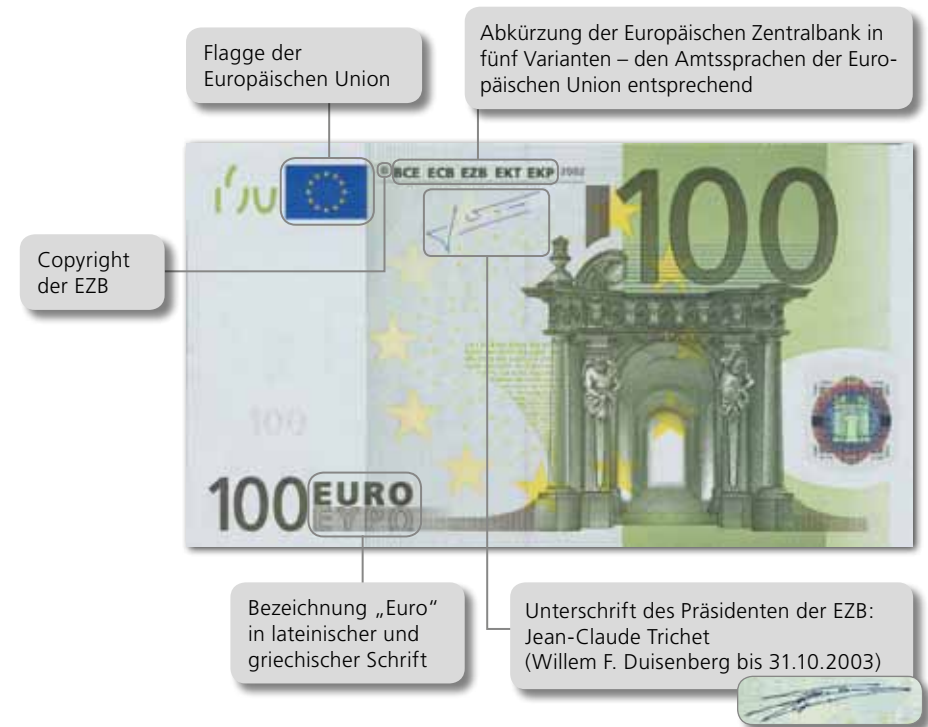 Flagge der
Europäischen Union
Abkürzung der Europäischen Zentralbank in
fünf Varianten – den Amtssprachen der Euro-
päischen Union entsprechend
© BCE ECB EZB EKT EKP 2002
100
Copyright
der EZB
100
100 EURO
ΕΥΡΩ
Bezeichnung „Euro“
in lateinischer und
griechischer Schrift
Unterschrift des Präsidenten der EZB:
Jean-Claude Trichet
(Willem F. Duisenberg bis 31.10.2003)